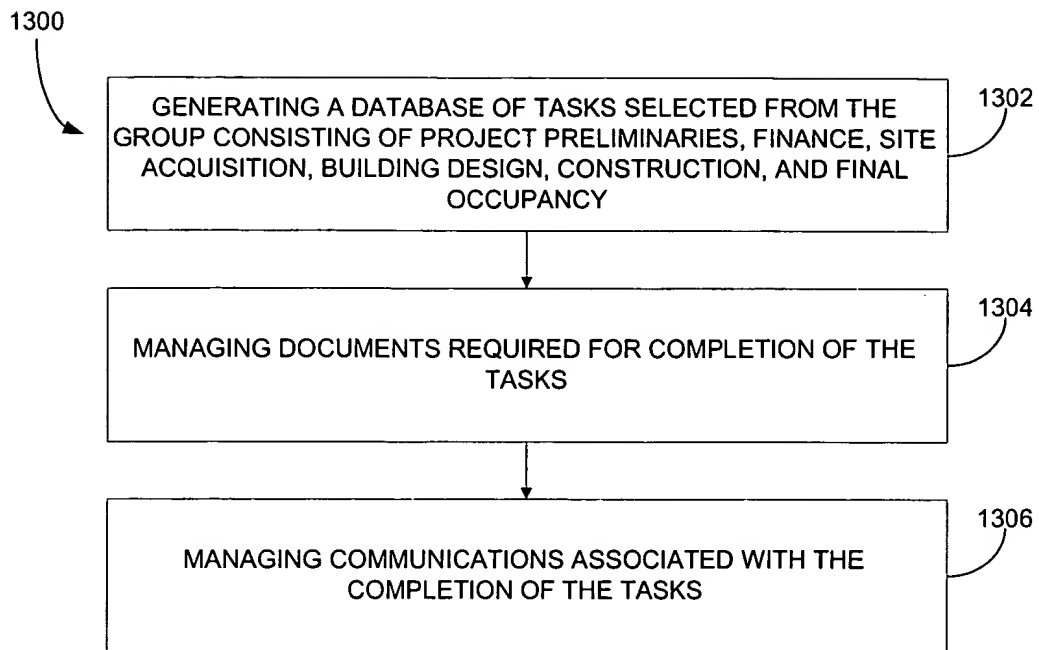 1300
GENERATING A DATABASE OF TASKS SELECTED FROM THE
GROUP CONSISTING OF PROJECT PRELIMINARIES, FINANCE, SITE
ACQUISITION, BUILDING DESIGN, CONSTRUCTION, AND FINAL
OCCUPANCY
1302
MANAGING DOCUMENTS REQUIRED FOR COMPLETION OF THE
TASKS
1304
MANAGING COMMUNICATIONS ASSOCIATED WITH THE
COMPLETION OF THE TASKS
1306